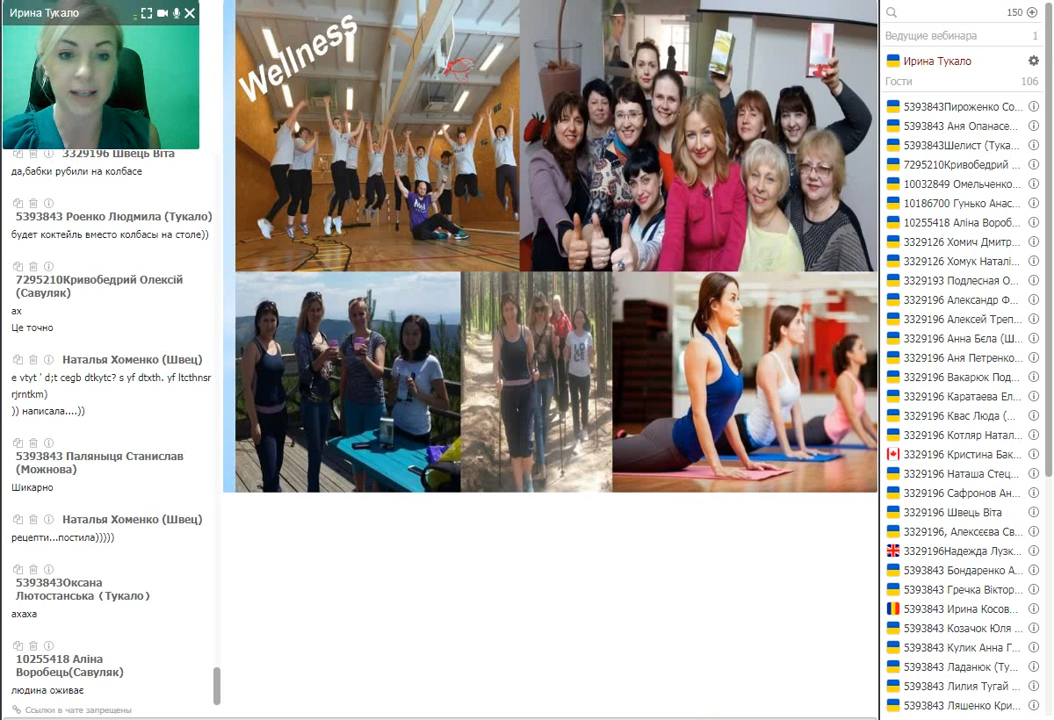 Ирина Тукало
3329196 Швець Віта
да,бабки рубили на колбасе
5393843 Роенко Людмила (Тукало)
будет коктейль вместо колбасы на столе))
7295210Кривобедрий Олексій
(Савуляк)
ах
Це точно
Наталья Хоменко (Швец)
е vtyt ' d;t cegb dtkytc? s yf dtxth. yf ltcthnsr
rjrntkm)
)) написала....))
5393843 Паляныця Станислав
(Можнова)
Шикарно
Наталья Хоменко (Швец)
рецепти...постила)))))
5393843Оксана
Лютостанська (Тукало)
ахаха
10255418 Аліна
Воробець(Савуляк)
людина оживає
Ссылки в чате запрещены
Wellness
150
Ведущие вебинара 1
Ирина Тукало
Гости 106
5393843Пироженко Со...
5393843 Аня Опанасе...
5393843Шелист (Тука...
7295210Кривобедрий ...
10032849 Омельченко...
10186700 Гунько Анас...
10255418 Аліна Вороб...
3329126 Хомич Дмитр...
3329126 Хомук Наталі...
3329193 Подлесная О...
3329196 Александр Ф...
3329196 Алексей Треп...
3329196 Анна Бєла (Ш...
3329196 Аня Петренко...
3329196 Вакарюк Под...
3329196 Каратаева Ел...
3329196 Квас Люда (...
3329196 Котляр Натал...
3329196 Кристина Бак...
3329196 Наташа Стец...
3329196 Сафронов Ан...
3329196 Швець Віта
3329196, Алексєєва Св...
3329196Надежда Лузк...
5393843 Бондаренко А...
5393843 Гречка Віктор...
5393843 Ирина Косов...
5393843 Козачок Юля ...
5393843 Кулик Анна Г...
5393843 Ладанюк (Ту...
5393843 Лилия Тугай ...
5393843 Ляшенко Кри...